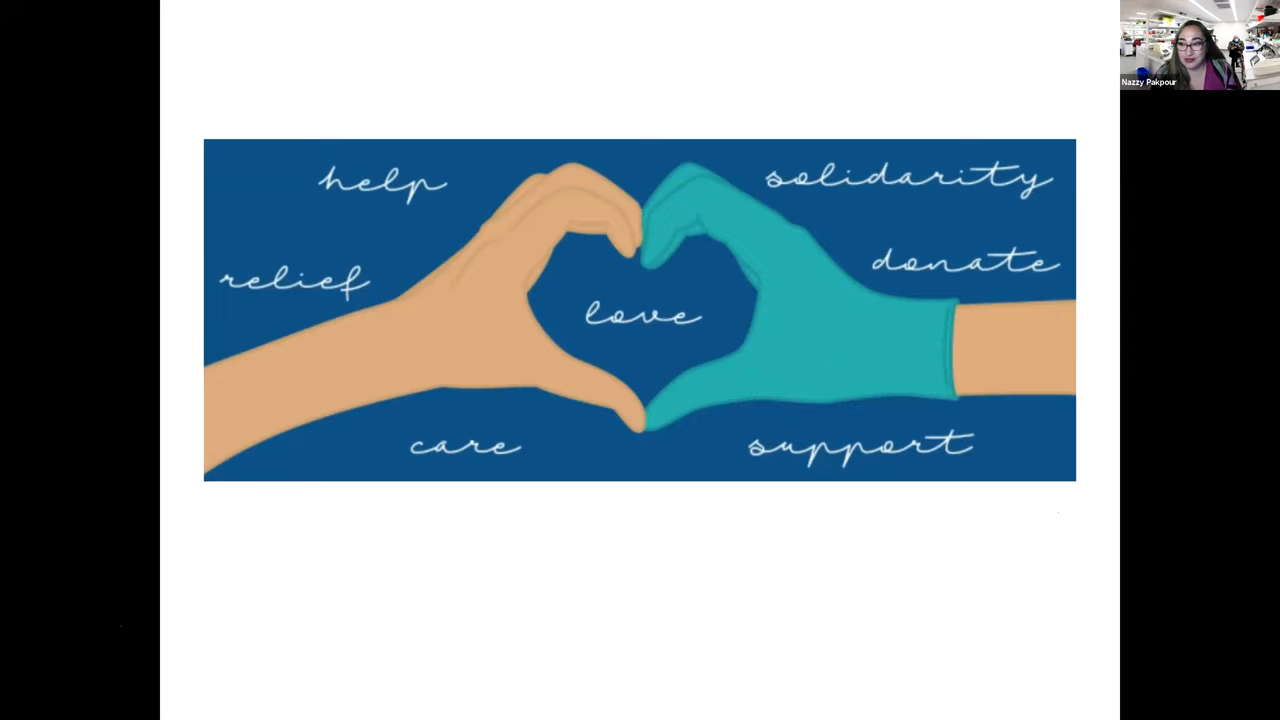 Nazzy Pakpour
help
solidarity
relief
donate
love
care
support